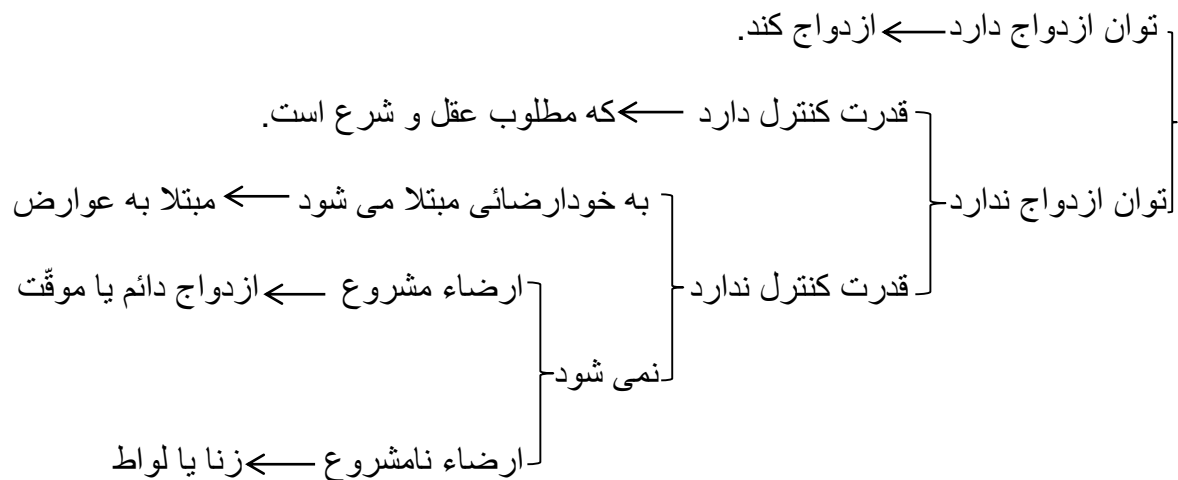 توان ازدواج دارد ← ازدواج کند.
قدرت کنترل دارد ← که مطلوب عقل و شرع است.
توان ازدواج ندارد به خودارضائی مبتلا می شود ← مبتلا به عوارض
قدرت کنترل ندارد ارضاء مشروع ← ازدواج دائم یا موقّت
نمی شود
ارضاء نامشروع ← زنا یا لواط